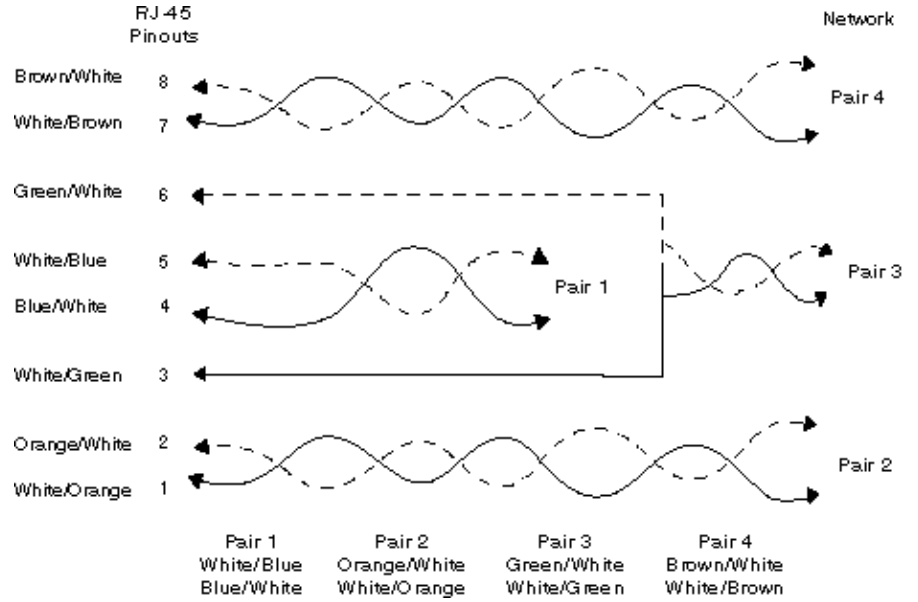 RJ-45
Pinouts
Network
Brown/White 8
Pair 4
White/Brown 7
Green/White 6
White/Blue 5
Pair 3
Pair 1
Blue/White 4
White/Green 3
Orange/White 2
Pair 2
White/Orange 1
Pair 1 Pair 2 Pair 3 Pair 4
White/Blue Orange/White Green/White Brown/White
Blue/White White/Orange White/Green White/Brown